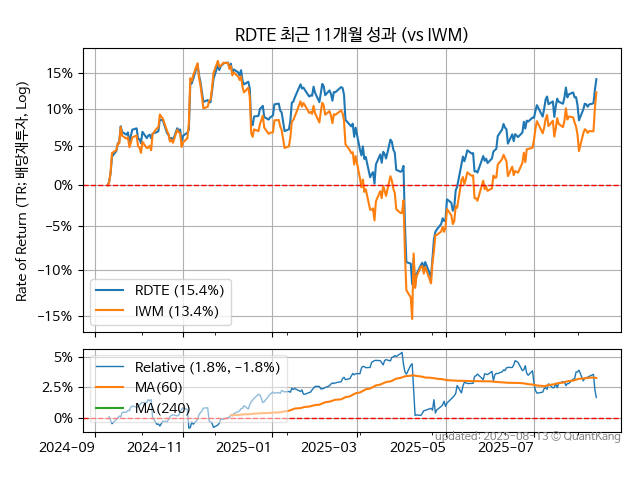 RDTE 최근 11개월 성과 (vs IWM)
Rate of Return (TR: 배당재투자, Log)
15%
10%
5%
0%
−5%
−10%
−15%
RDTE (15.4%)
IWM (13.4%)
5%
2.5%
0%
Relative (1.8%, −1.8%)
MA(60)
MA(240)
2024−09
2024−11
2025−01
2025−03
2025−05
2025−07
updated: 2025−08−13 © QuantKang